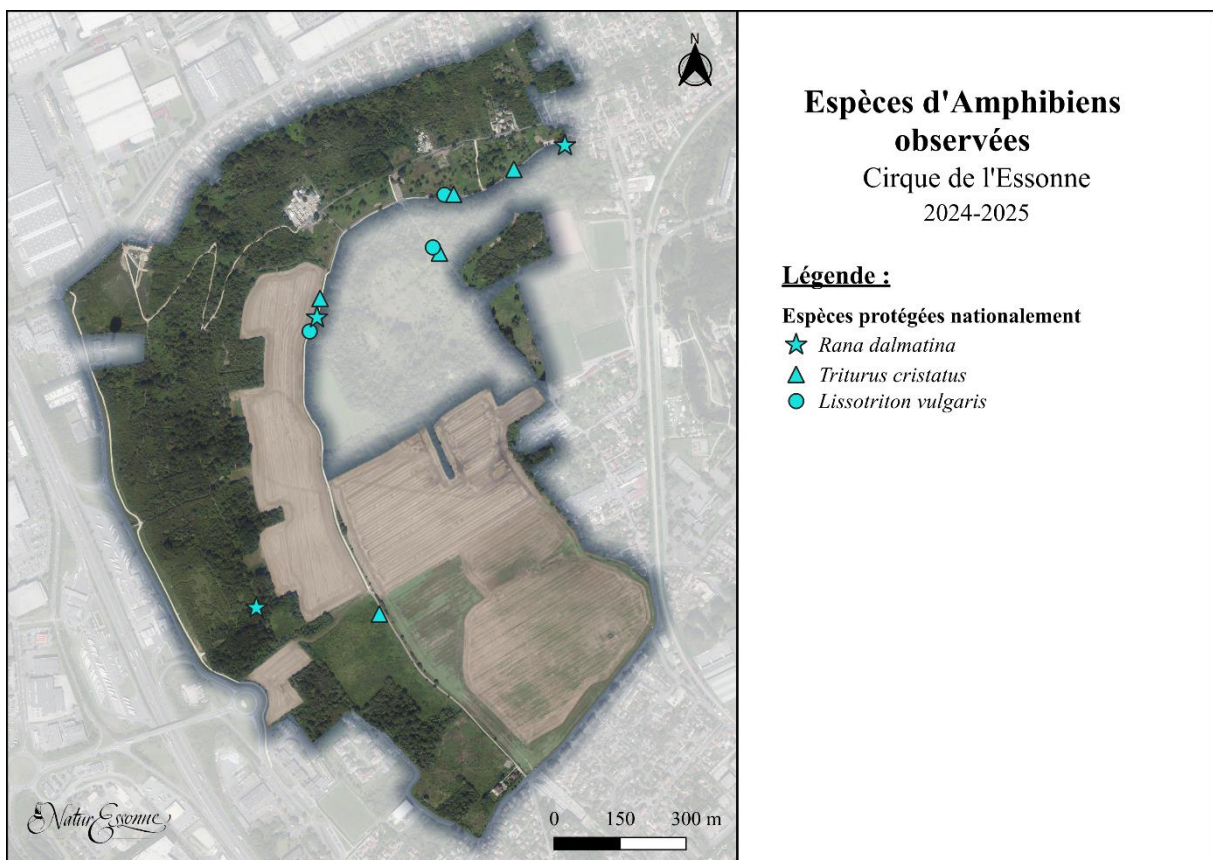 Espèces d'Amphibiens
observées
Cirque de l'Essonne
2024-2025
Légende :
Espèces protégées nationalement
Rana dalmatina
Triturus cristatus
Lissotriton vulgaris
N
NaturEssonne
0 150 300 m